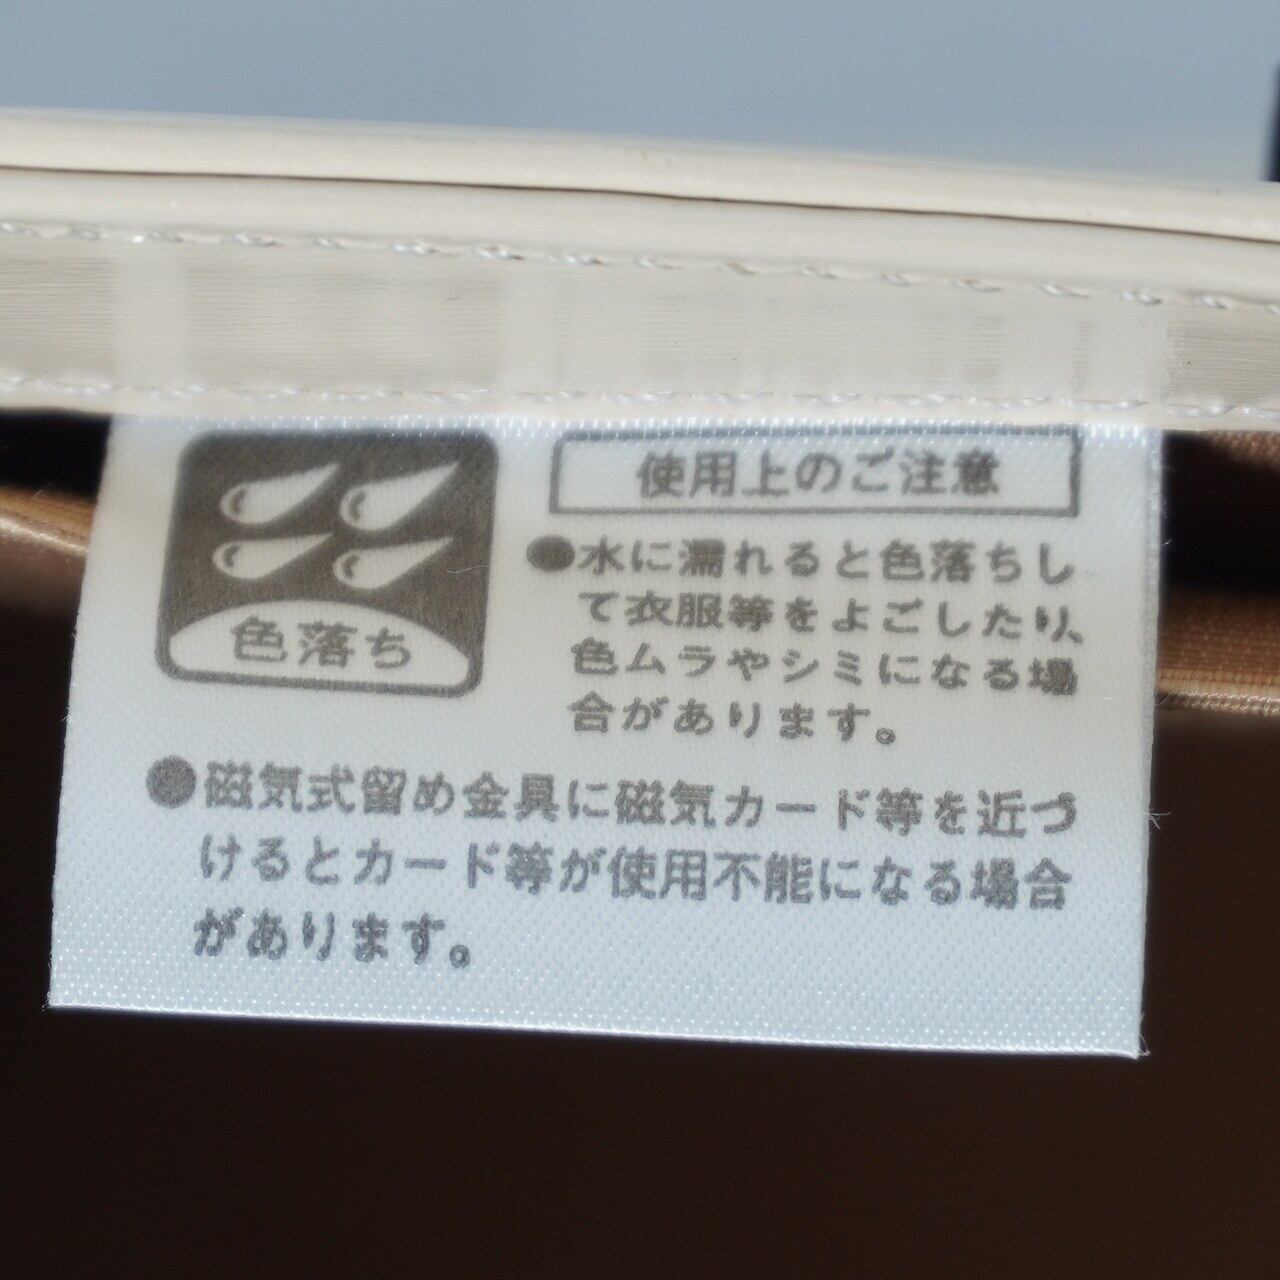 使用上のご注意
色落ち
●水に濡れると色落ちし
て衣服等をよごしたり、
色ムラやシミになる場
合があります。
●磁気式留め金具に磁気カード等を近づ
けるとカード等が使用不能になる場合
があります。